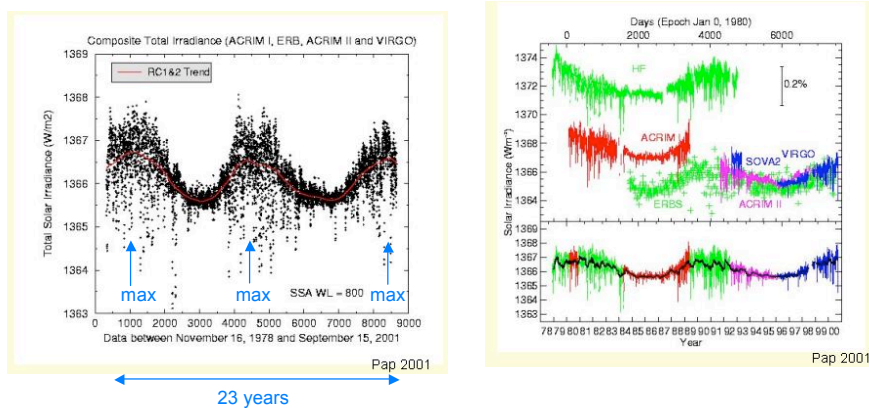 Composite Total Irradiance (ACRIM I, ERB, ACRIM II and VIRGO)
1369
1368
1367
1366
1365
1364
1363
Total Solar Irradiance (W/m2)
RC1&2 Trend
max
max
max
SSA WL = 800
0
1000
2000
3000
4000
5000
6000
7000
8000
9000
Data between November 16, 1978 and September 15, 2001
Pap 2001
23 years
Days (Epoch Jan 0, 1980)
0
2000
4000
6000
1374
1372
1370
1368
1366
1364
Solar Irradiance (Wm⁻²)
HF
0.2%
ACRIM I
SOVA2
VIRGO
ERBS
ACRIM II
1369
1368
1367
1366
1365
1364
1363
78 79 80 81 82 83 84 85 86 87 88 89 90 91 92 93 94 95 96 97 98 99 00
Year
Pap 2001